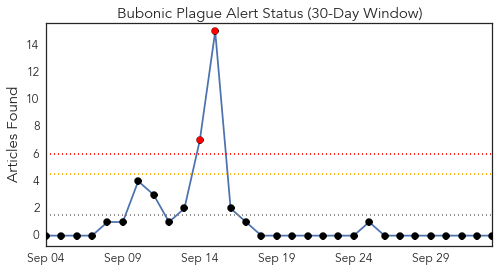 Bubonic Plague Alert Status (30-Day Window)
Articles Found
14
12
10
8
6
4
2
0
Sep 04 Sep 09 Sep 14 Sep 19 Sep 24 Sep 29